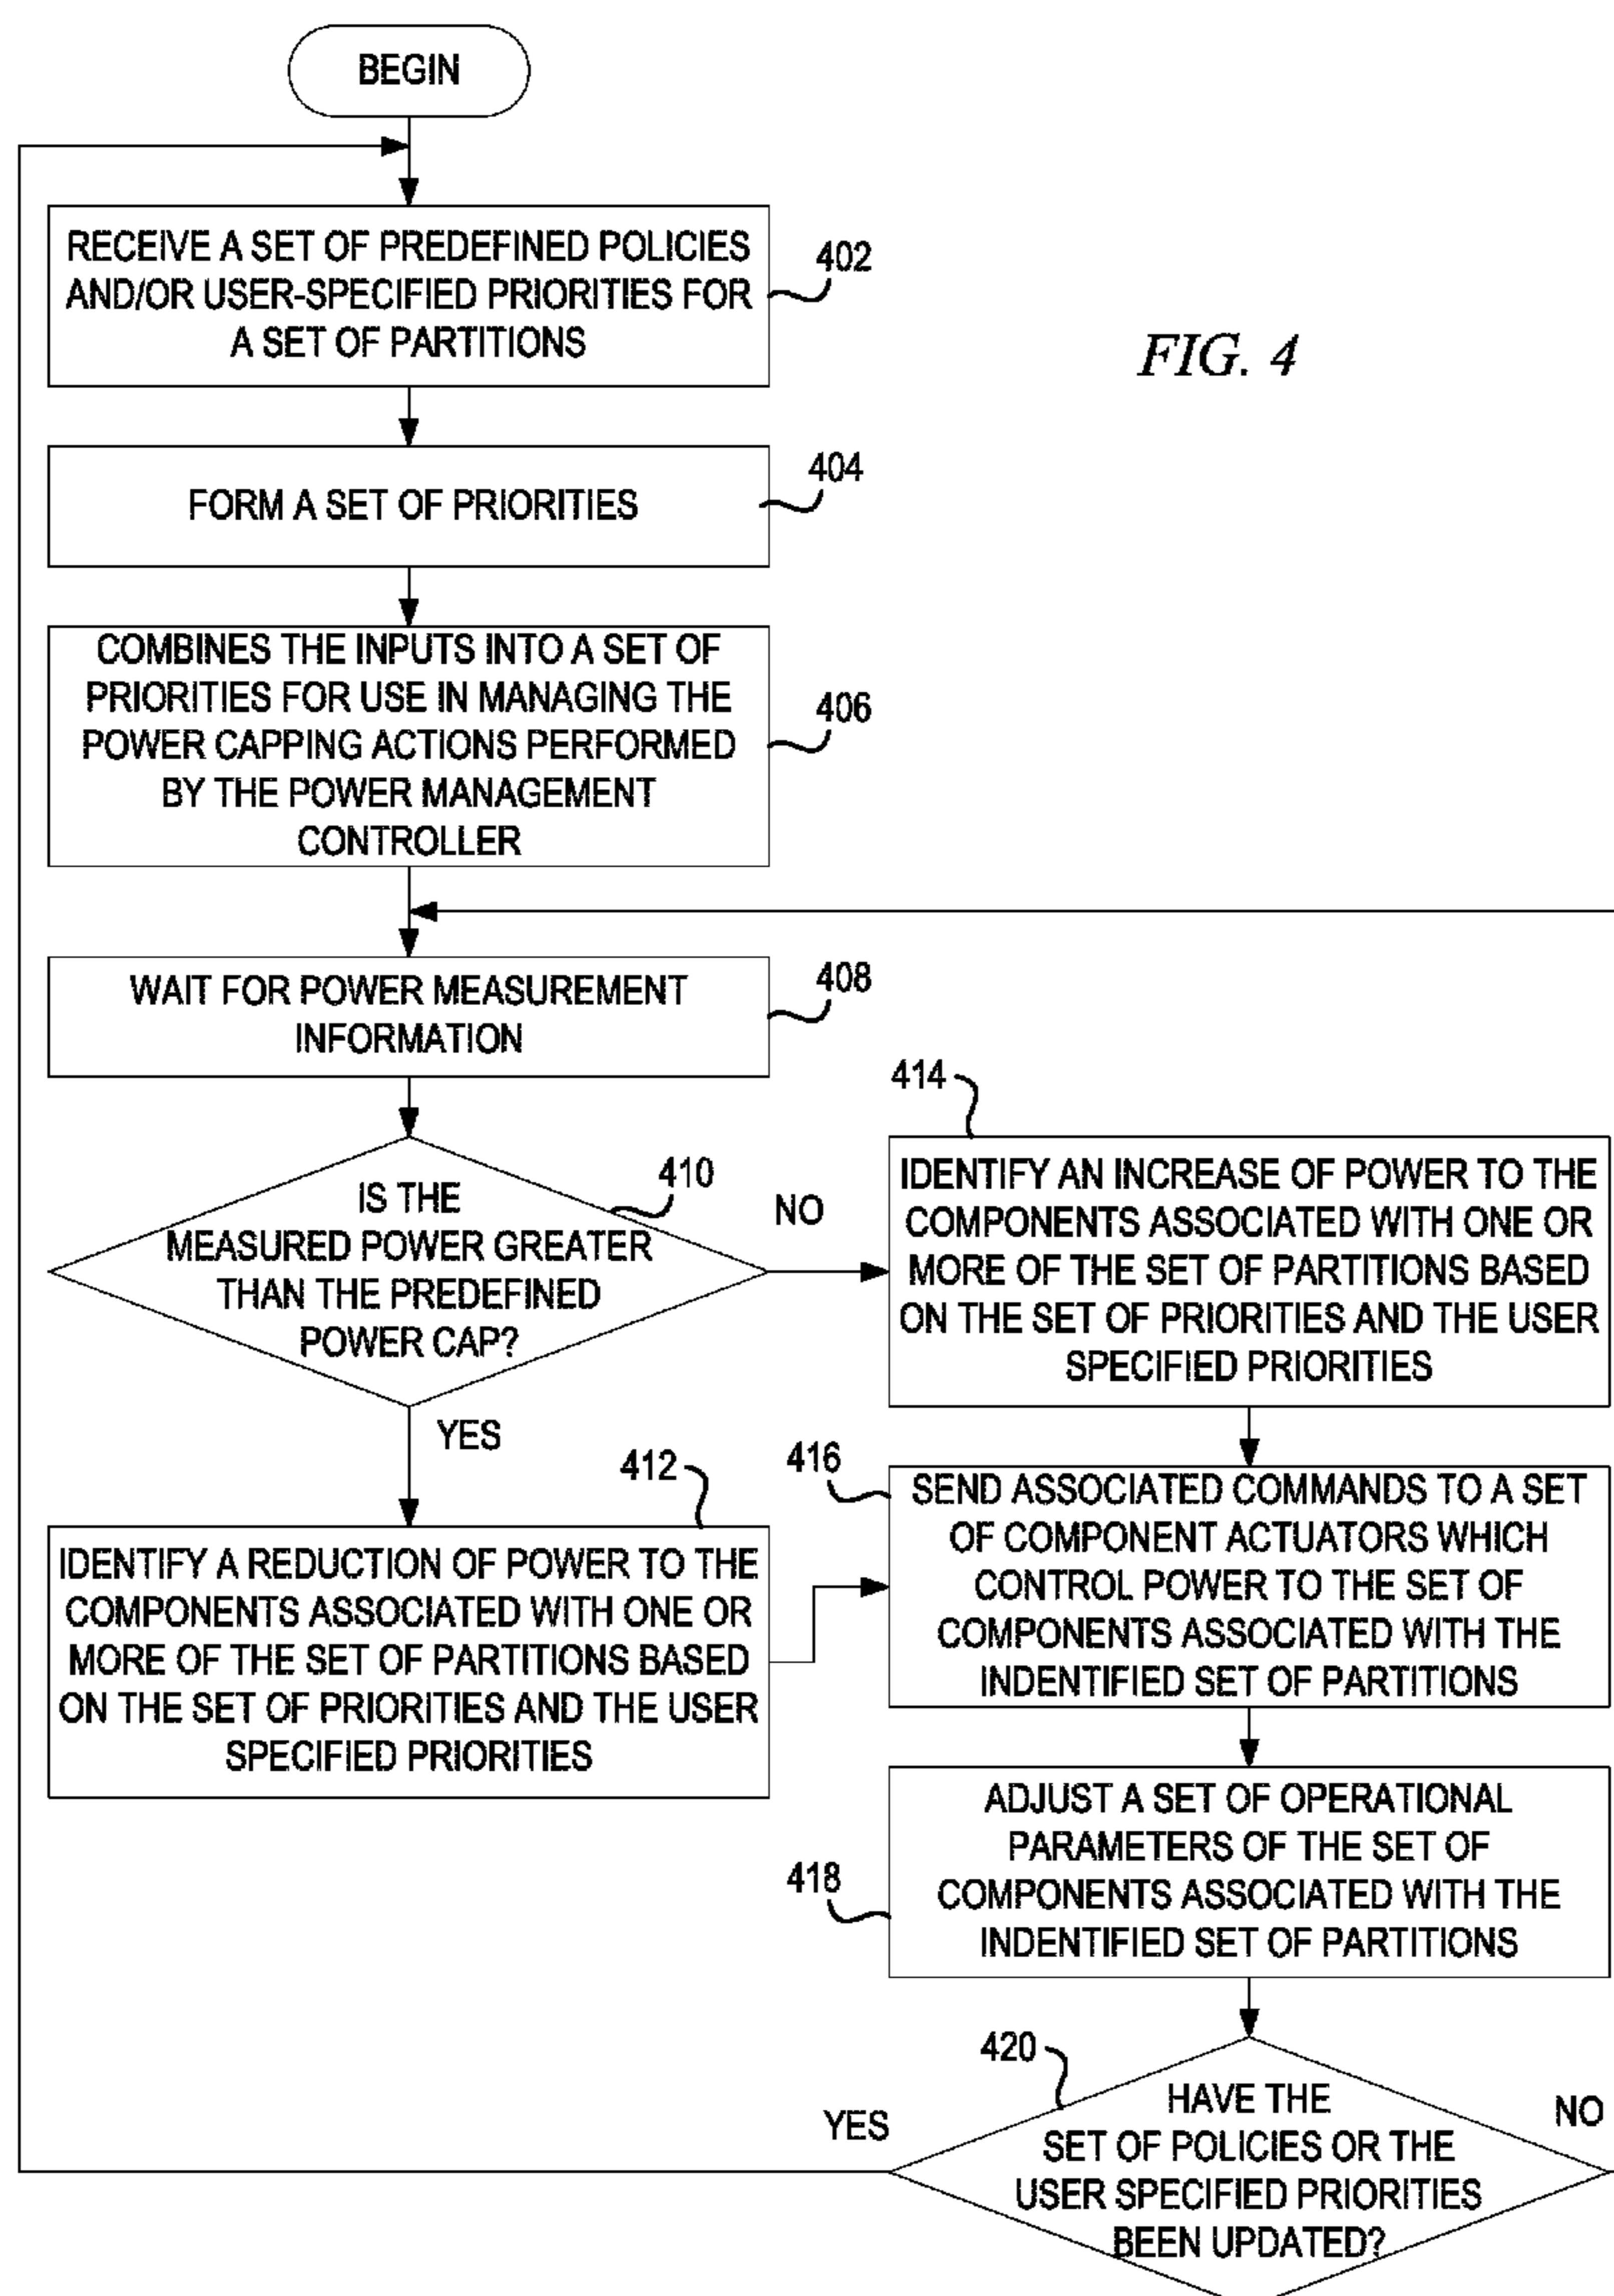 BEGIN
RECEIVE A SET OF PREDEFINED POLICIES
AND/OR USER-SPECIFIED PRIORITIES FOR
A SET OF PARTITIONS
402
FIG. 4
FORM A SET OF PRIORITIES
404
COMBINES THE INPUTS INTO A SET OF
PRIORITIES FOR USE IN MANAGING THE
POWER CAPPING ACTIONS PERFORMED
BY THE POWER MANAGEMENT
CONTROLLER
406
WAIT FOR POWER MEASUREMENT
INFORMATION
408
IS THE
MEASURED POWER GREATER
THAN THE PREDEFINED
POWER CAP?
410
NO
YES
414
IDENTIFY AN INCREASE OF POWER TO THE
COMPONENTS ASSOCIATED WITH ONE OR
MORE OF THE SET OF PARTITIONS BASED
ON THE SET OF PRIORITIES AND THE USER
SPECIFIED PRIORITIES
412
IDENTIFY A REDUCTION OF POWER TO THE
COMPONENTS ASSOCIATED WITH ONE OR
MORE OF THE SET OF PARTITIONS BASED
ON THE SET OF PRIORITIES AND THE USER
SPECIFIED PRIORITIES
416
SEND ASSOCIATED COMMANDS TO A SET
OF COMPONENT ACTUATORS WHICH
CONTROL POWER TO THE SET OF
COMPONENTS ASSOCIATED WITH THE
INDENTIFIED SET OF PARTITIONS
418
ADJUST A SET OF OPERATIONAL
PARAMETERS OF THE SET OF
COMPONENTS ASSOCIATED WITH THE
INDENTIFIED SET OF PARTITIONS
420
YES
HAVE THE
SET OF POLICIES OR THE
USER SPECIFIED PRIORITIES
BEEN UPDATED?
NO